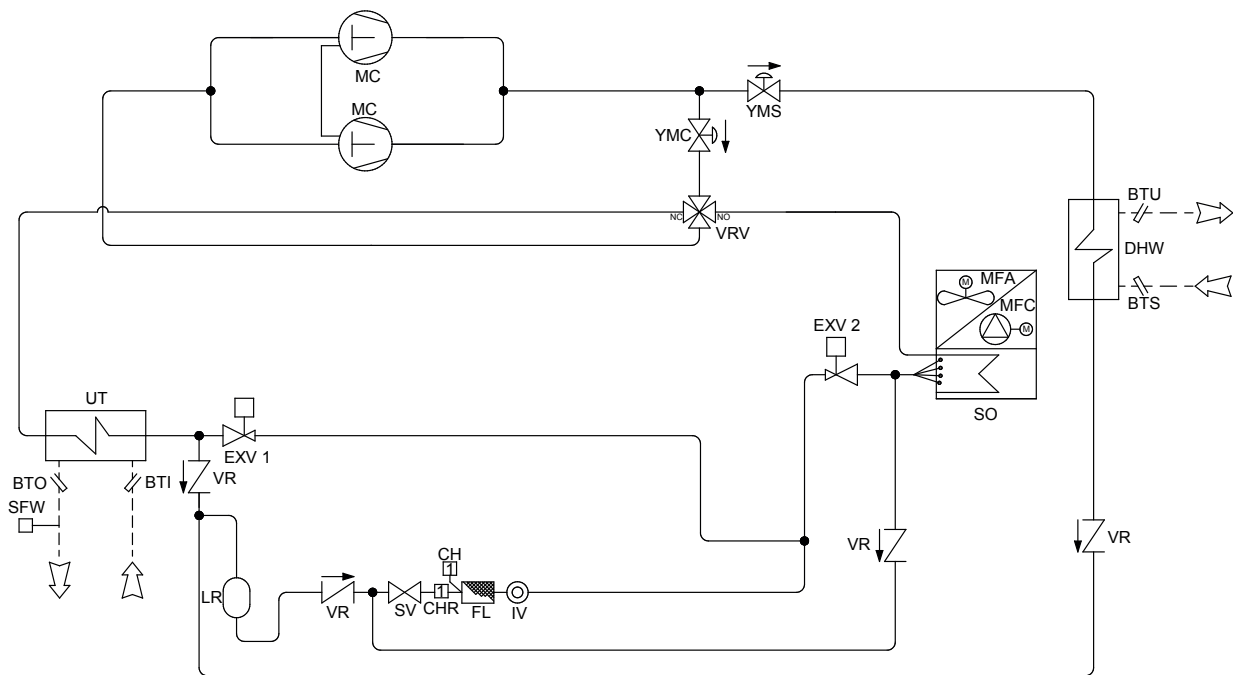 MC
MC
YMS
YMC
NC
NO
VRV
BTU
DHW
BTS
MFA
M
MFC
M
EXV 2
SO
UT
EXV 1
VR
BTO
BTI
SFW
LR
VR
SV
CH
1
1
CHR
FL
IV
VR
VR